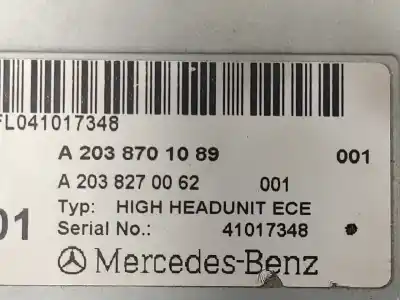 FL041017348
A 203 870 10 89 001
A 203 827 00 62 001
01
Typ: HIGH HEADUNIT ECE
Serial No.: 41017348
Mercedes-Benz